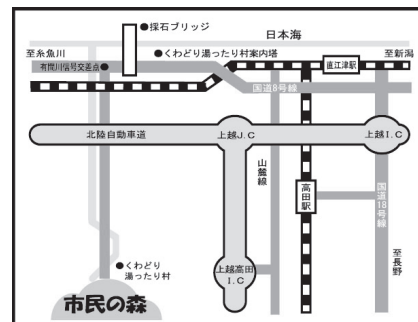 ●採石ブリッジ
日本海
至糸魚川
●くわどり湯ったり村案内塔
至新潟
有間川信号交差点●
直江津駅
国道8号線
北陸自動車道
上越J.C
上越I.C
山麓線
高田駅
国道18号線
至長野
●くわどり
湯ったり村
上越高田
I.C
市民の森